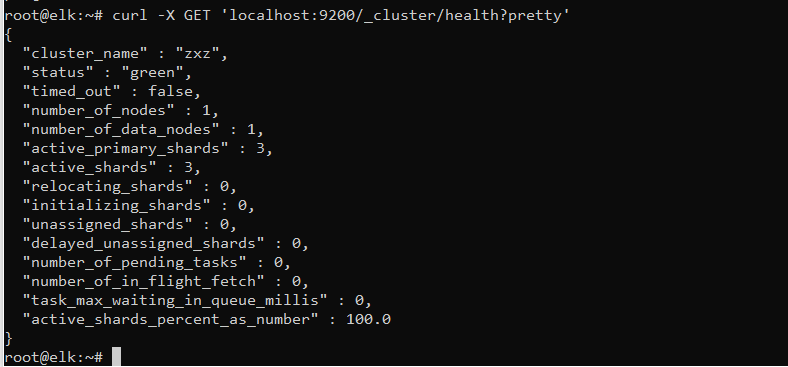 root@elk:~# curl -X GET 'localhost:9200/_cluster/health?pretty'
{
  "cluster_name" : "zxz",
  "status" : "green",
  "timed_out" : false,
  "number_of_nodes" : 1,
  "number_of_data_nodes" : 1,
  "active_primary_shards" : 3,
  "active_shards" : 3,
  "relocating_shards" : 0,
  "initializing_shards" : 0,
  "unassigned_shards" : 0,
  "delayed_unassigned_shards" : 0,
  "number_of_pending_tasks" : 0,
  "number_of_in_flight_fetch" : 0,
  "task_max_waiting_in_queue_millis" : 0,
  "active_shards_percent_as_number" : 100.0
}
root@elk:~#